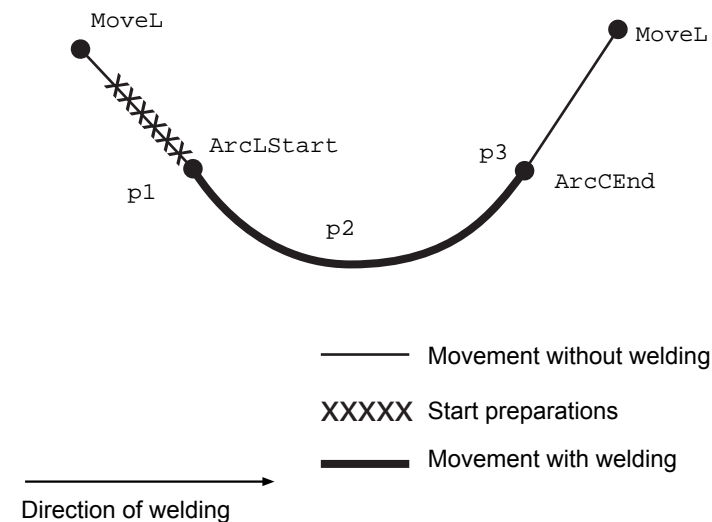 MoveL
MoveL
ArcLStart
p3
p1
ArcCEnd
p2
Movement without welding
XXXXX Start preparations
Movement with welding
Direction of welding